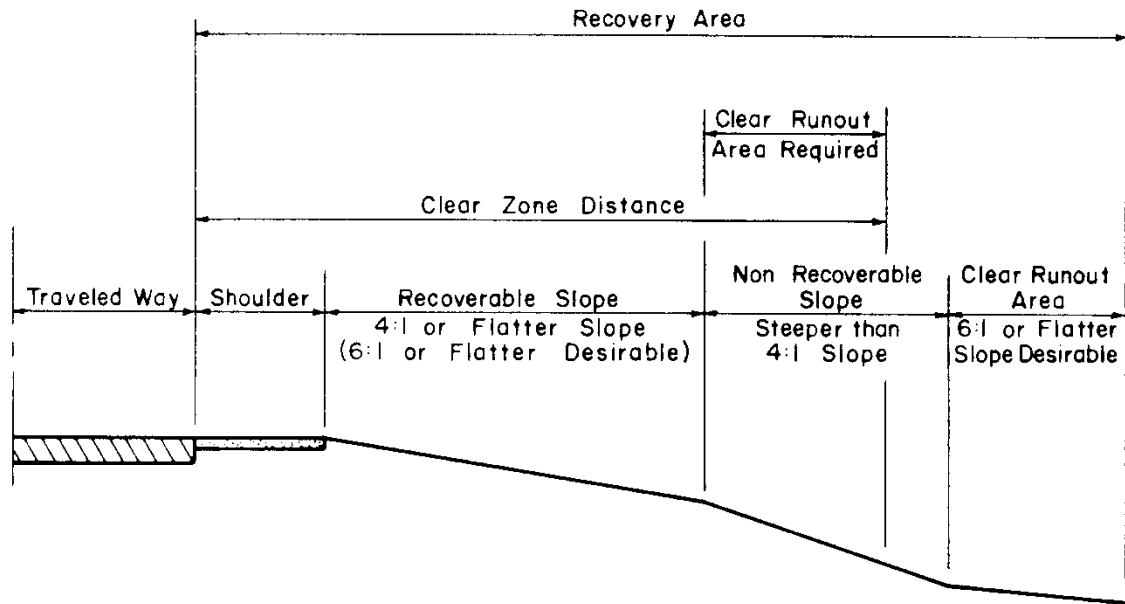 Recovery Area
Clear Runout
Area Required
Clear Zone Distance
Traveled Way
Shoulder
Recoverable Slope
4:1 or Flatter Slope
(6:1 or Flatter Desirable)
Non Recoverable
Slope
Steeper than
4:1 Slope
Clear Runout
Area
6:1 or Flatter
Slope Desirable